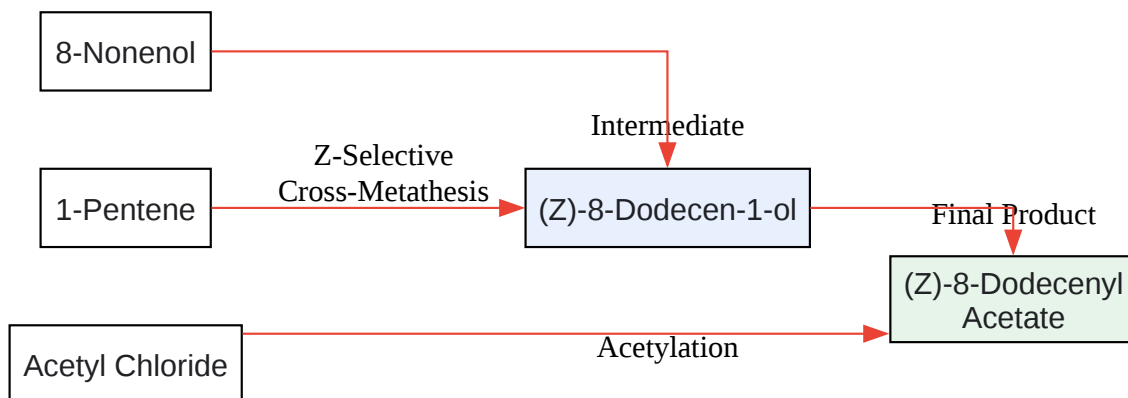 8-Nonenol
Intermediate
Z-Selective
Cross-Metathesis
1-Pentene
(Z)-8-Dodecen-1-ol
Final Product
(Z)-8-Dodecenyl
Acetate
Acetyl Chloride
Acetylation